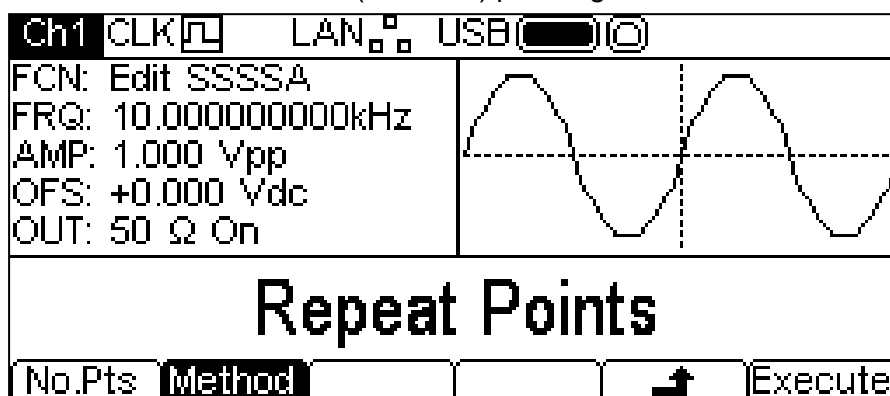 Ch1 CLK LAN USB
FCN: Edit SSSSA
FRQ: 10.000000000kHz
AMP: 1.000 Vpp
OFS: +0.000 Vdc
OUT: 50 Ω On
Repeat Points
No.Pts Method Execute